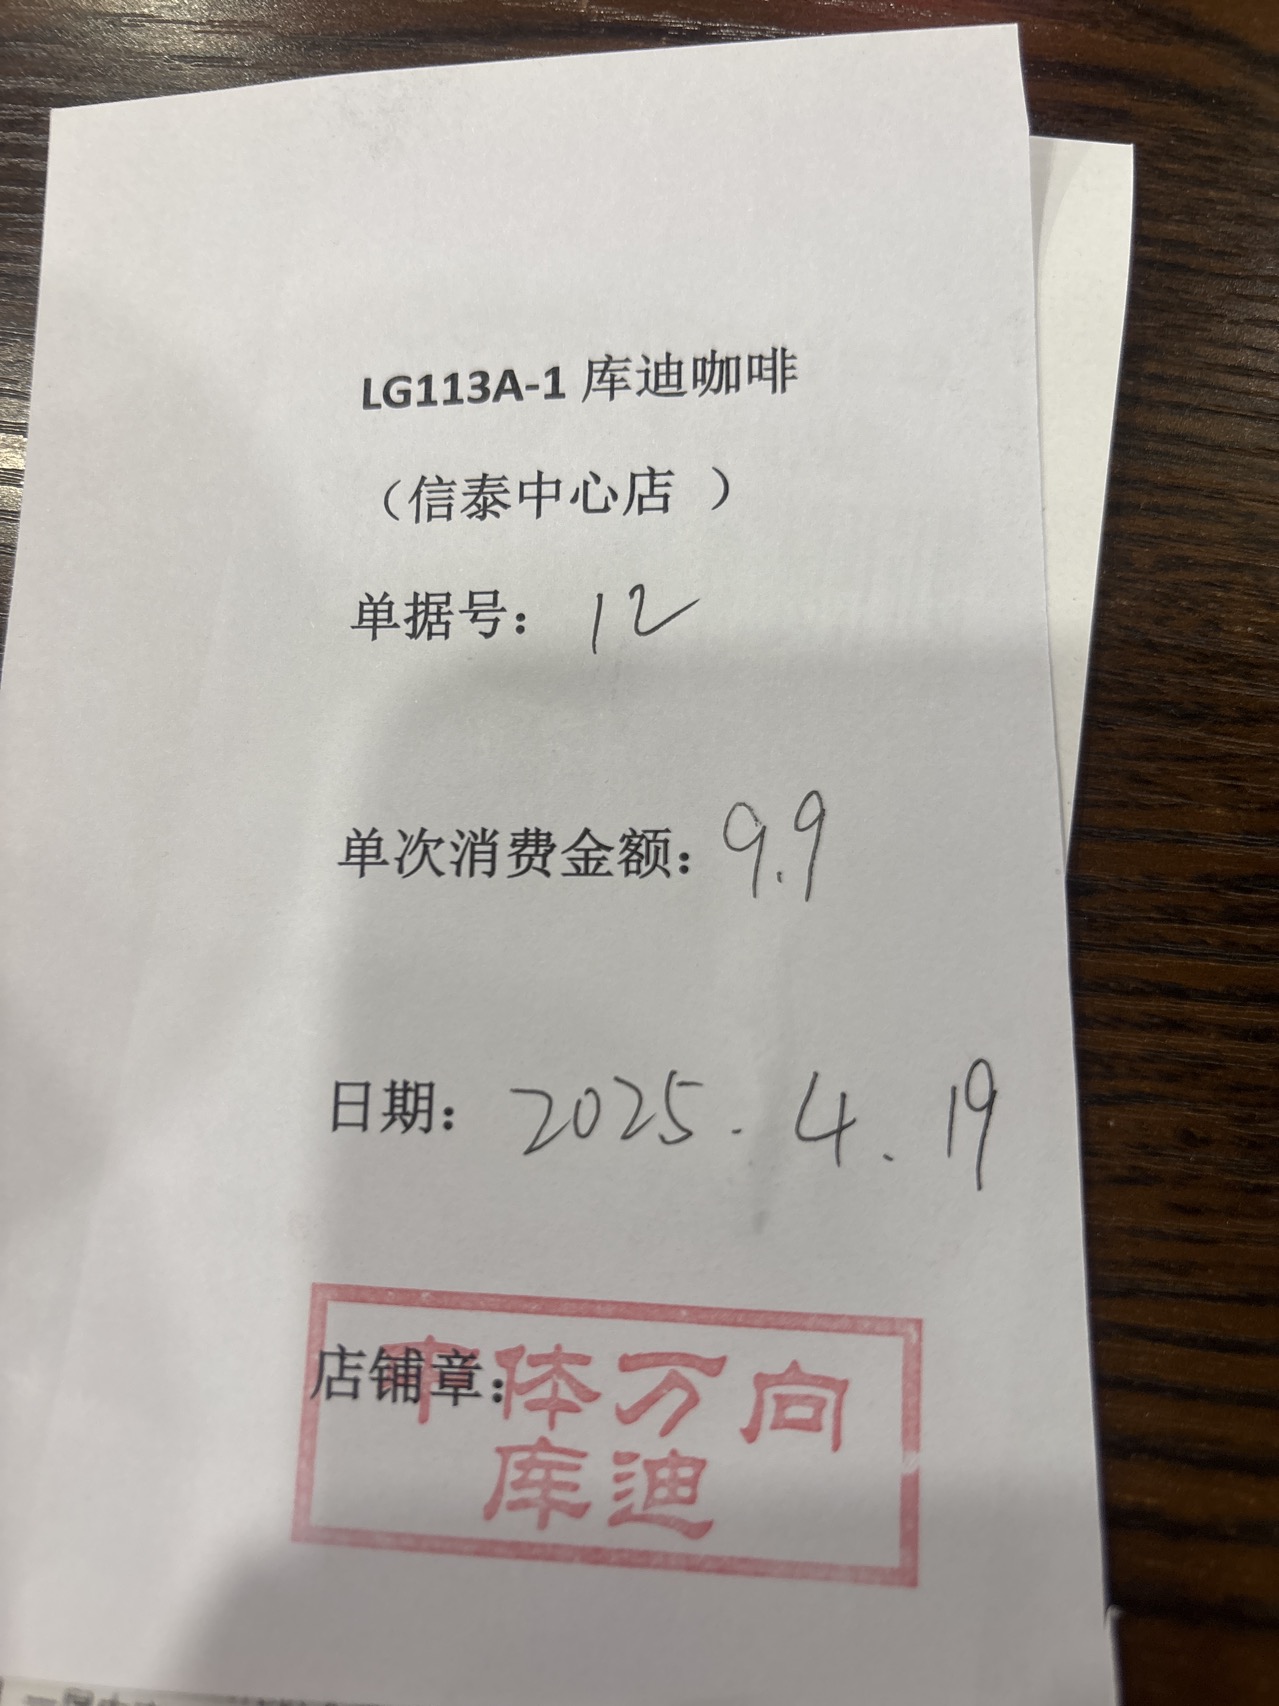 LG113A-1 库迪咖啡
（信泰中心店 ）
单据号： 12
单次消费金额：9.9
日期： 2025.4.19
店铺章：
体万向
库迪